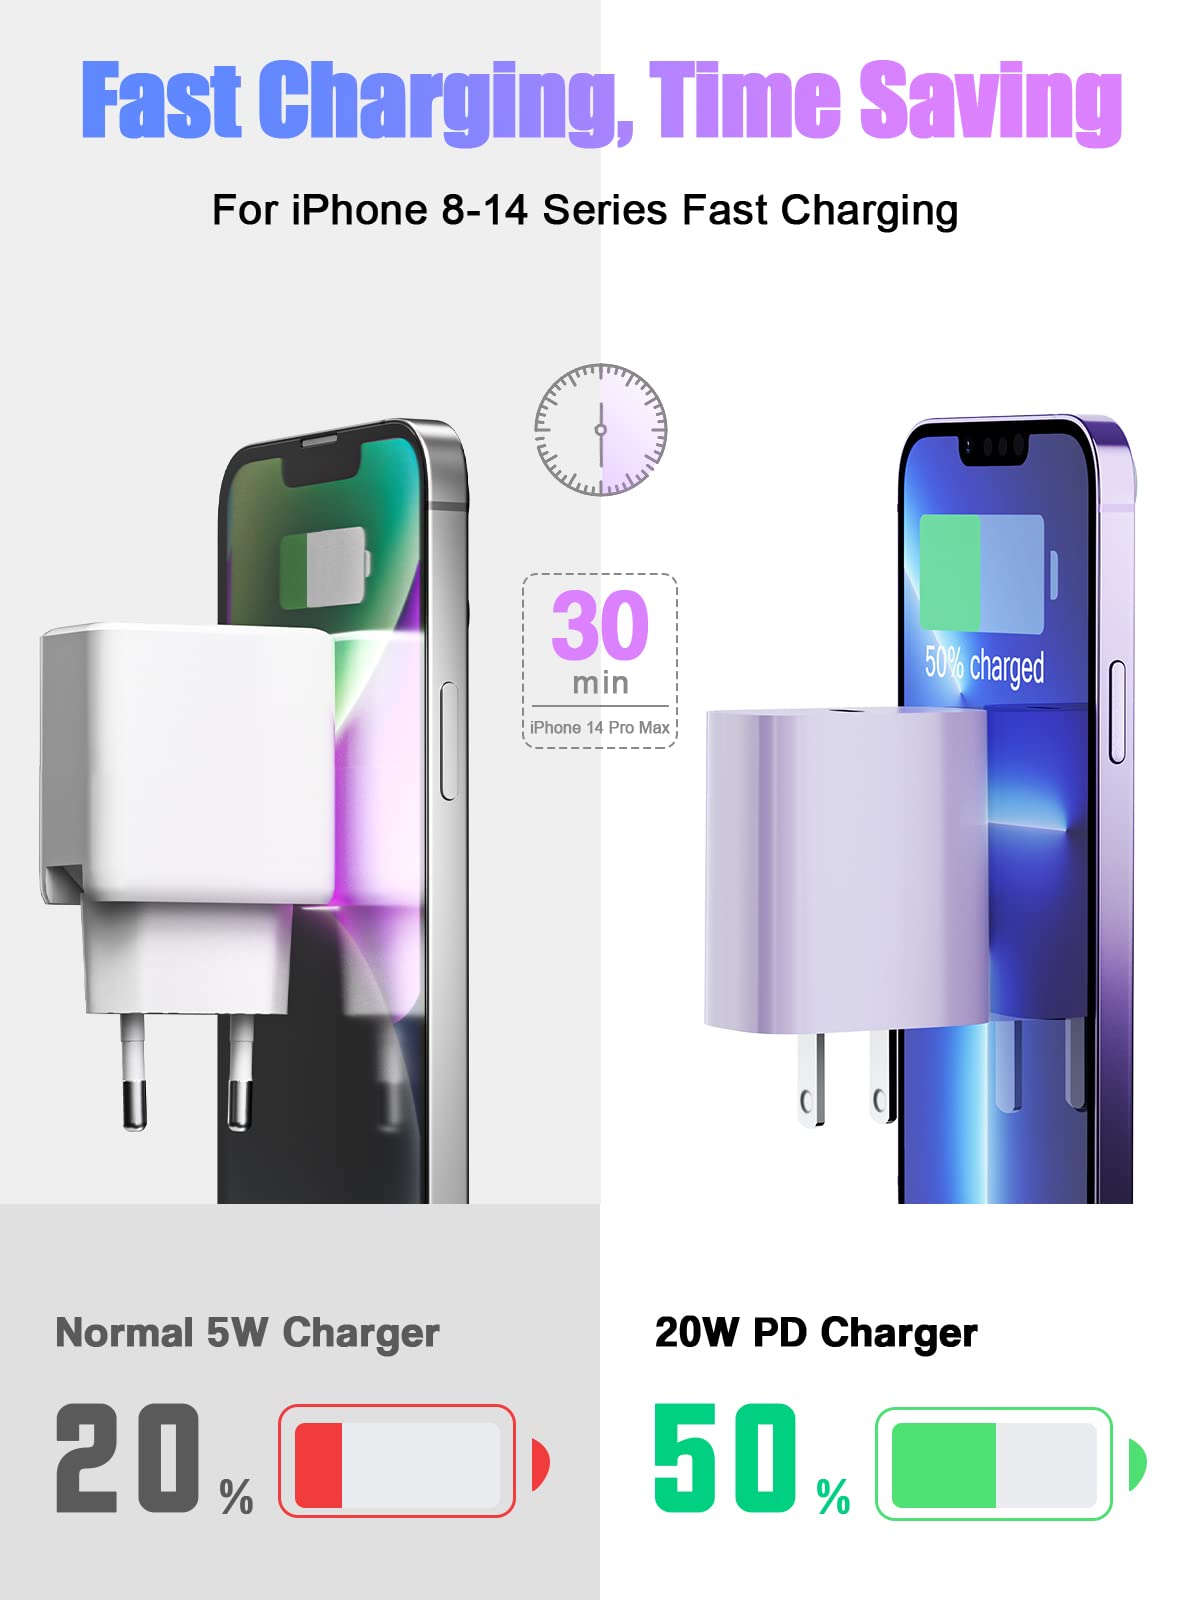 Fast Charging, Time Saving
For iPhone 8-14 Series Fast Charging
30
min
iPhone 14 Pro Max
50% charged
Normal 5W Charger
20%
20W PD Charger
50%